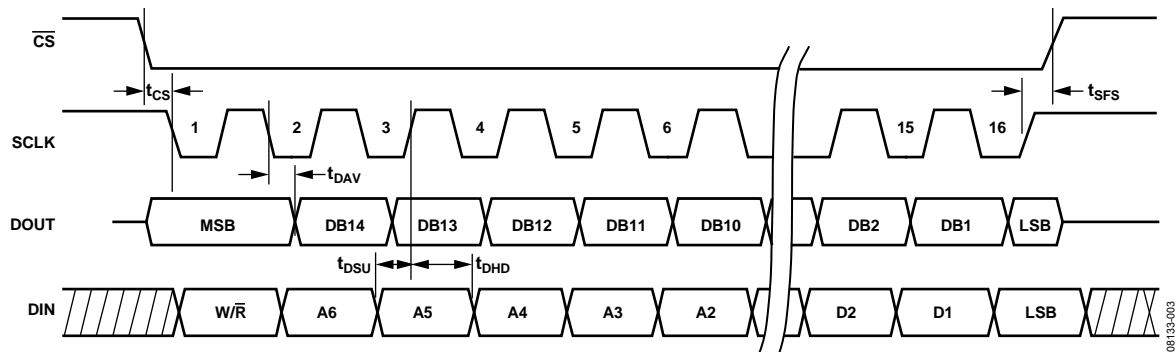 CS
tCS
tSFS
SCLK 1 2 3 4 5 6 15 16
tDAV
DOUT MSB DB14 DB13 DB12 DB11 DB10 DB2 DB1 LSB
tDSU tDHD
DIN W/R̅ A6 A5 A4 A3 A2 D2 D1 LSB
08133-003